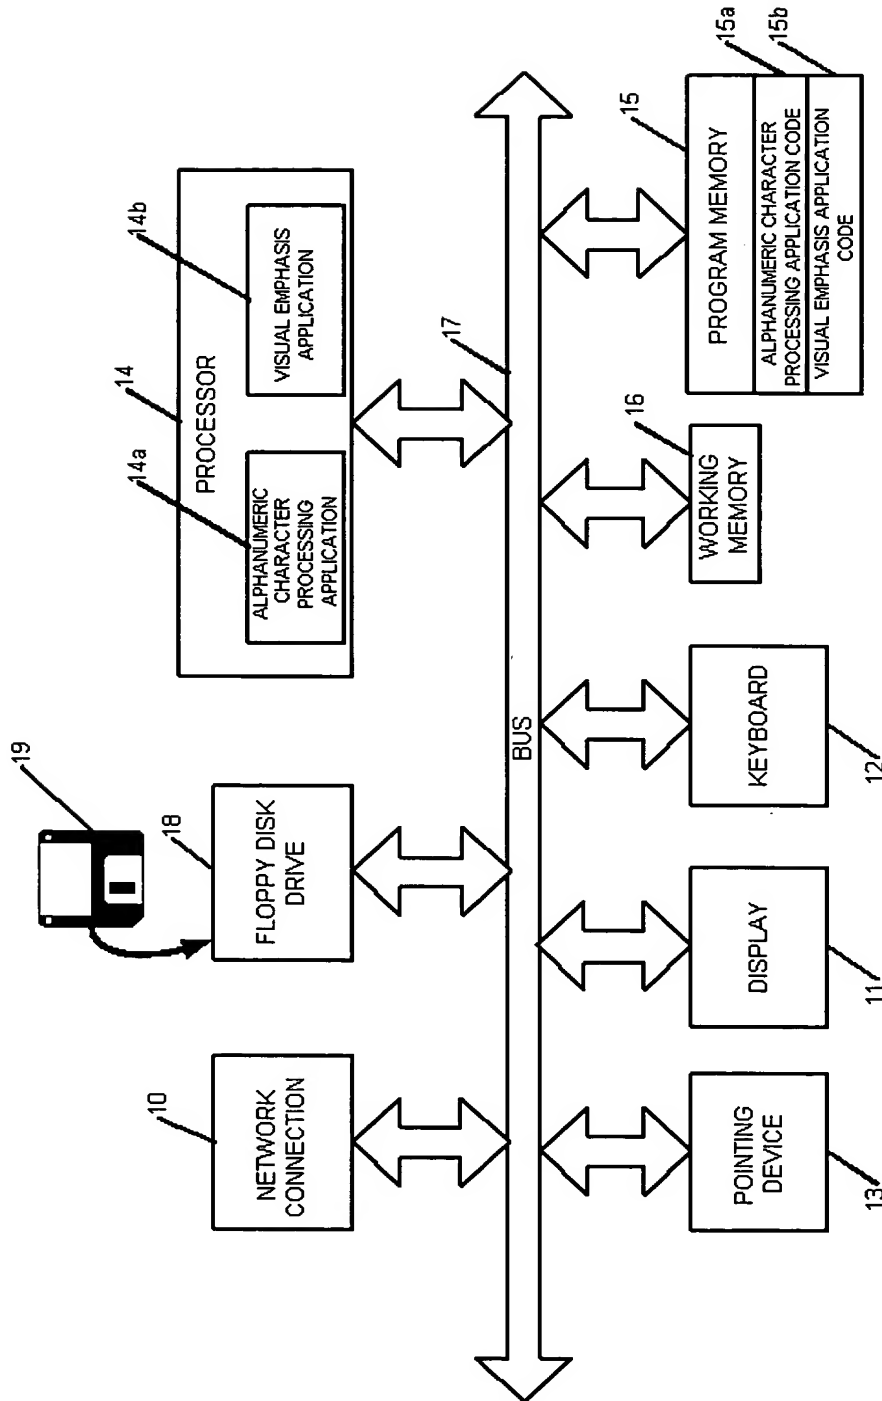 19
10
NETWORK
CONNECTION
18
FLOPPY DISK
DRIVE
14
PROCESSOR
14a
ALPHANUMERIC
CHARACTER
PROCESSING
APPLICATION
14b
VISUAL EMPHASIS
APPLICATION
BUS
17
13
POINTING
DEVICE
11
DISPLAY
12
KEYBOARD
16
WORKING
MEMORY
15
PROGRAM MEMORY
15a
ALPHANUMERIC CHARACTER
PROCESSING APPLICATION CODE
15b
VISUAL EMPHASIS APPLICATION
CODE